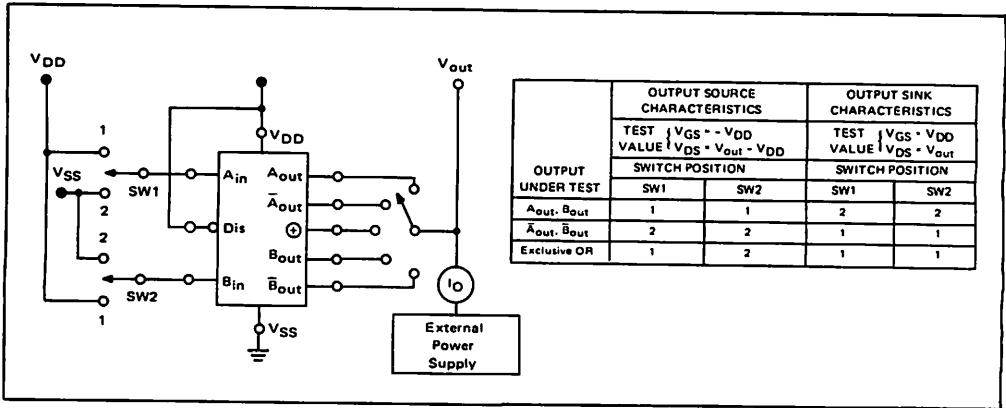 VDD
1
VSS
SW1
2
2
SW2
1
VDD
Ain
Dis
Bin
Aout
A̅out
⊕
Bout
B̅out
VSS
Vout
IO
External
Power
Supply
OUTPUT UNDER TEST
OUTPUT SOURCE CHARACTERISTICS
OUTPUT SINK CHARACTERISTICS
TEST VALUE { VGS = - VDD
VDS = Vout - VDD
TEST VALUE { VGS = VDD
VDS = Vout
SWITCH POSITION SWITCH POSITION
SW1 SW2 SW1 SW2
Aout, Bout 1 1 2 2
A̅out, B̅out 2 2 1 1
Exclusive OR 1 2 1 1